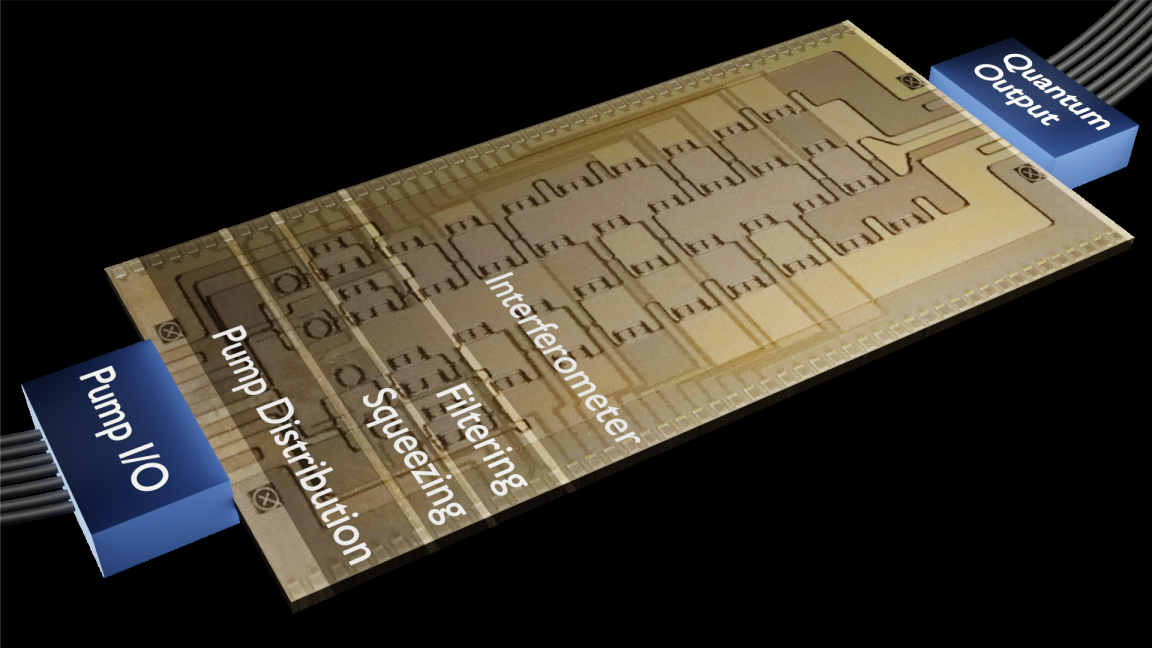 Pump I/O
Pump Distribution
Squeezing
Filtering
Interferometer
Quantum
Output